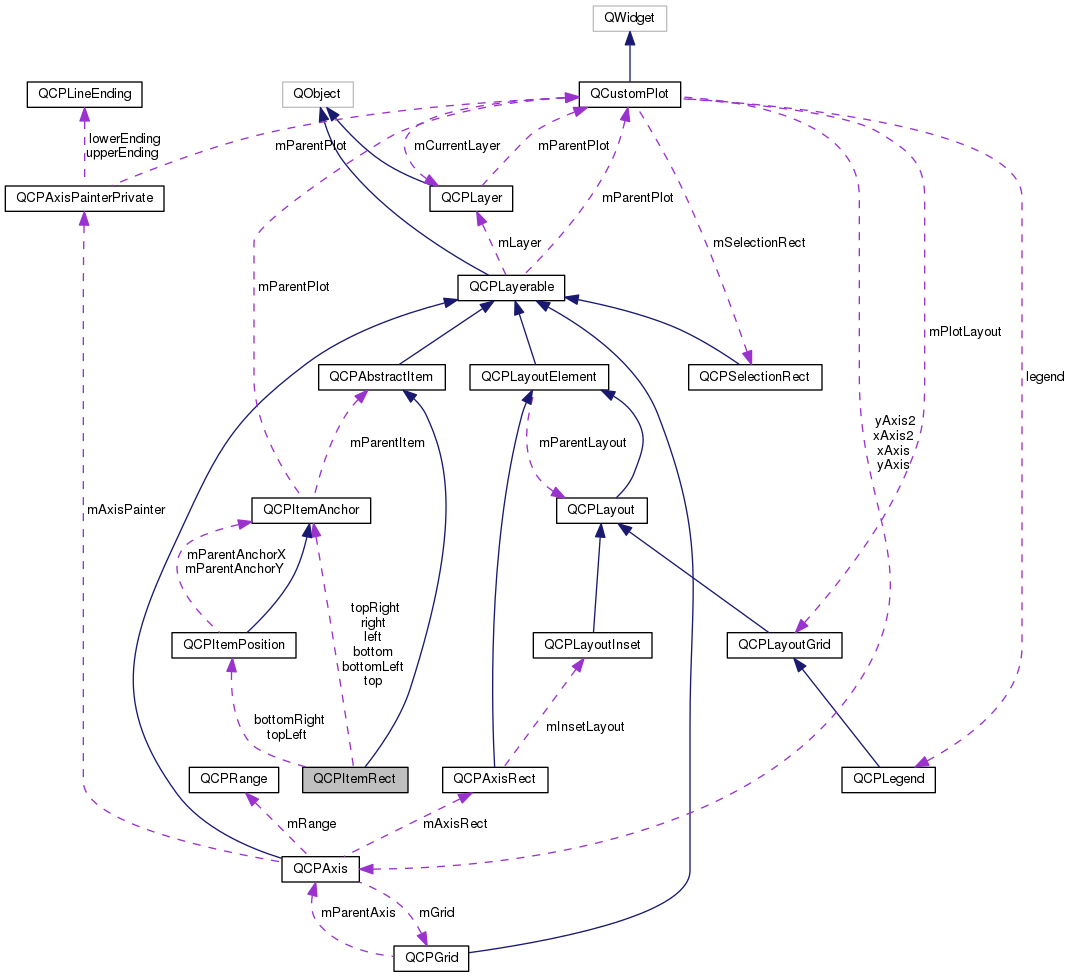 QWidget
QCPLineEnding
QObject
QCustomPlot
lowerEnding
upperEnding
mParentPlot
mCurrentLayer
mParentPlot
QCPAxisPainterPrivate
QCPLayer
mParentPlot
mLayer
mSelectionRect
mParentPlot
QCPLayerable
mPlotLayout
QCPAbstractItem
QCPLayoutElement
QCPSelectionRect
legend
yAxis2
xAxis2
xAxis
yAxis
mParentItem
mParentLayout
mAxisPainter
QCPItemAnchor
QCPLayout
mParentAnchorX
mParentAnchorY
topRight
right
left
bottom
bottomLeft
top
QCPItemPosition
QCPLayoutInset
QCPLayoutGrid
bottomRight
topLeft
mInsetLayout
QCPRange
QCPItemRect
QCPAxisRect
QCPLegend
mRange
mAxisRect
QCPAxis
mParentAxis
mGrid
QCPGrid